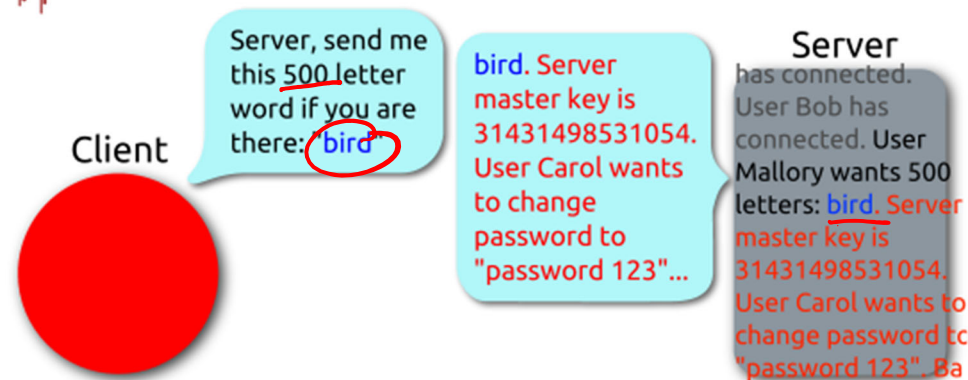 Client
Server, send me
this 500 letter
word if you are
there: "bird"
bird. Server
master key is
31431498531054.
User Carol wants
to change
password to
"password 123"...
Server
has connected.
User Bob has
connected. User
Mallory wants 500
letters: bird. Server
master key is
31431498531054.
User Carol wants to
change password to
"password 123". Ba